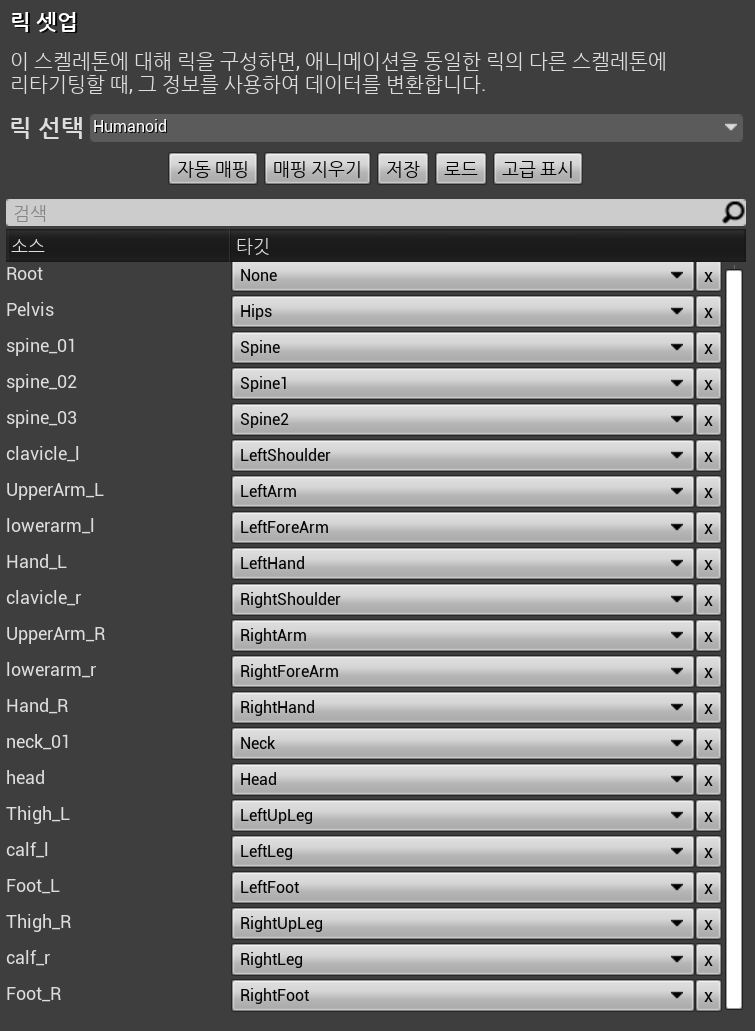 릭 셋업
이 스켈레톤에 대해 릭을 구성하면, 애니메이션을 동일한 릭의 다른 스켈레톤에
리타기팅할 때, 그 정보를 사용하여 데이터를 변환합니다.
릭 선택 Humanoid
자동 매핑 매핑 지우기 저장 로드 고급 표시
검색
소스 타깃
Root None x
Pelvis Hips x
spine_01 Spine x
spine_02 Spine1 x
spine_03 Spine2 x
clavicle_l LeftShoulder x
UpperArm_L LeftArm x
lowerarm_l LeftForeArm x
Hand_L LeftHand x
clavicle_r RightShoulder x
UpperArm_R RightArm x
lowerarm_r RightForeArm x
Hand_R RightHand x
neck_01 Neck x
head Head x
Thigh_L LeftUpLeg x
calf_l LeftLeg x
Foot_L LeftFoot x
Thigh_R RightUpLeg x
calf_r RightLeg x
Foot_R RightFoot x